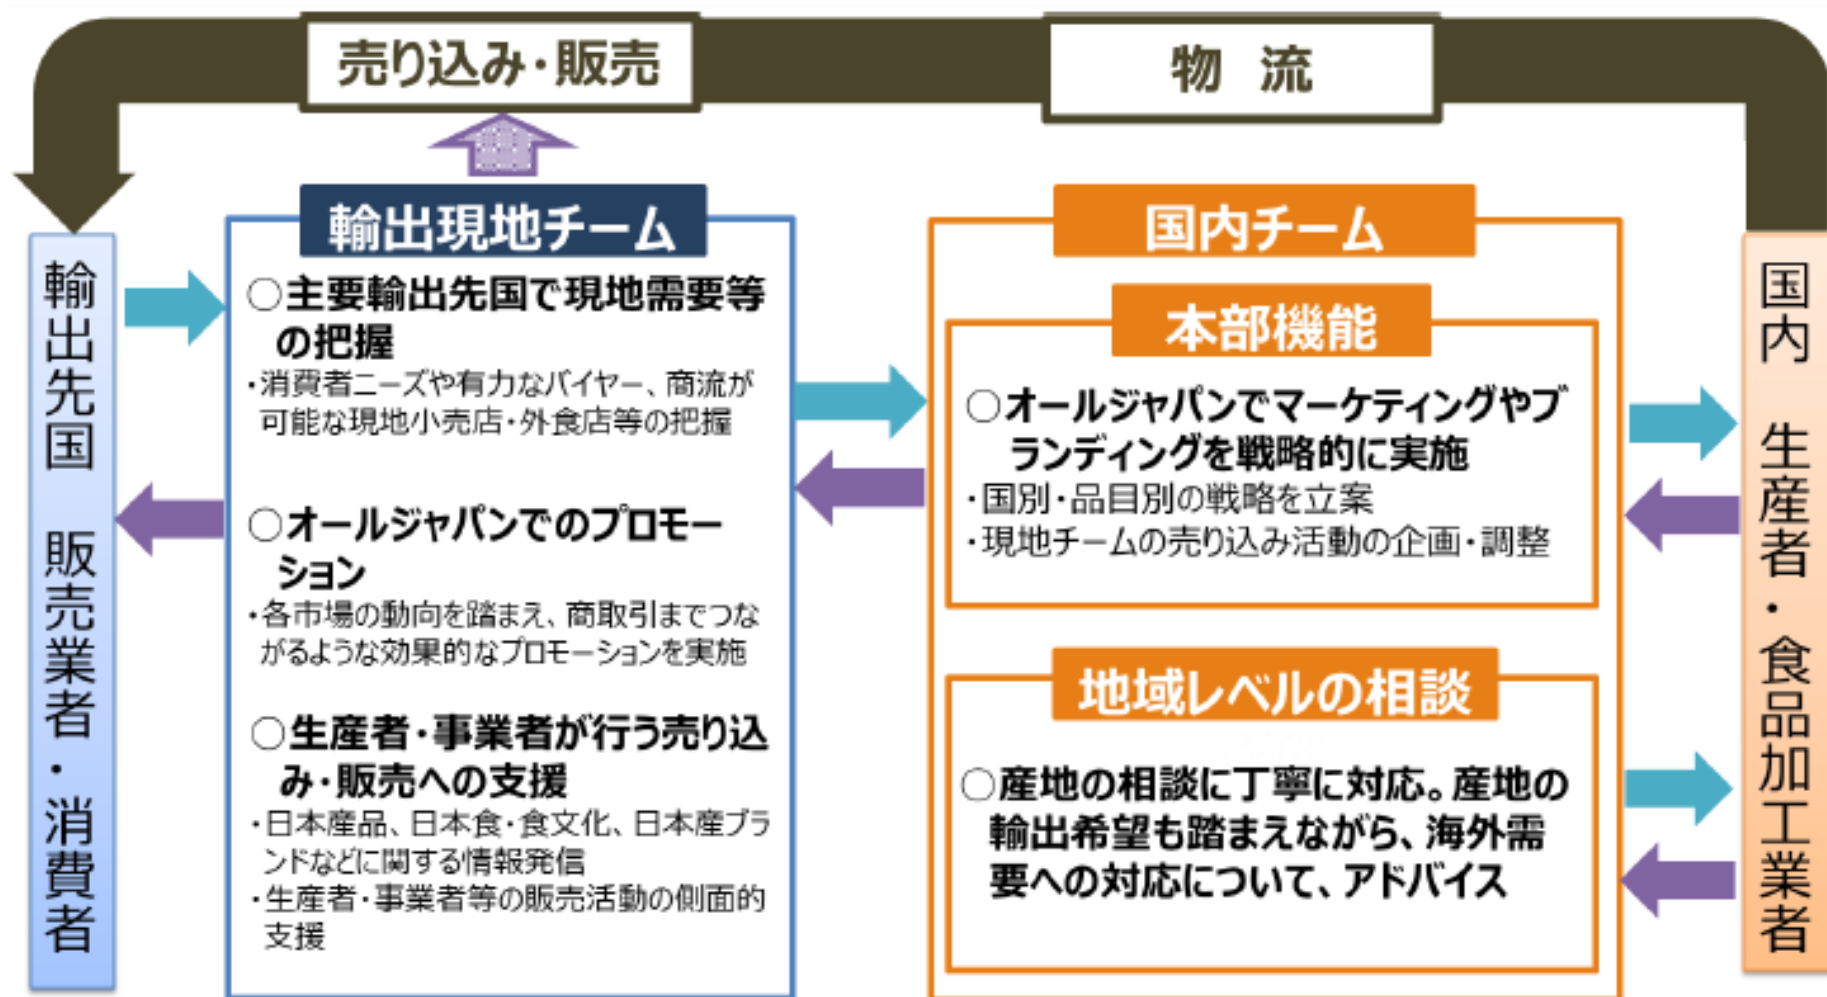 売り込み・販売
物 流
輸出先国 販売業者・消費者
輸出現地チーム
○主要輸出先国で現地需要等
の把握
・消費者ニーズや有力なバイヤー、商流が
可能な現地小売店・外食店等の把握
○オールジャパンでのプロモー
ション
・各市場の動向を踏まえ、商取引までつな
がるような効果的なプロモーションを実施
○生産者・事業者が行う売り込
み・販売への支援
・日本産品、日本食・食文化、日本産ブラ
ンドなどに関する情報発信
・生産者・事業者等の販売活動の側面的
支援
国内チーム
本部機能
○オールジャパンでマーケティングやブ
ランディングを戦略的に実施
・国別・品目別の戦略を立案
・現地チームの売り込み活動の企画・調整
地域レベルの相談
○産地の相談に丁寧に対応。産地の
輸出希望も踏まえながら、海外需
要への対応について、アドバイス
国内 生産者・食品加工業者